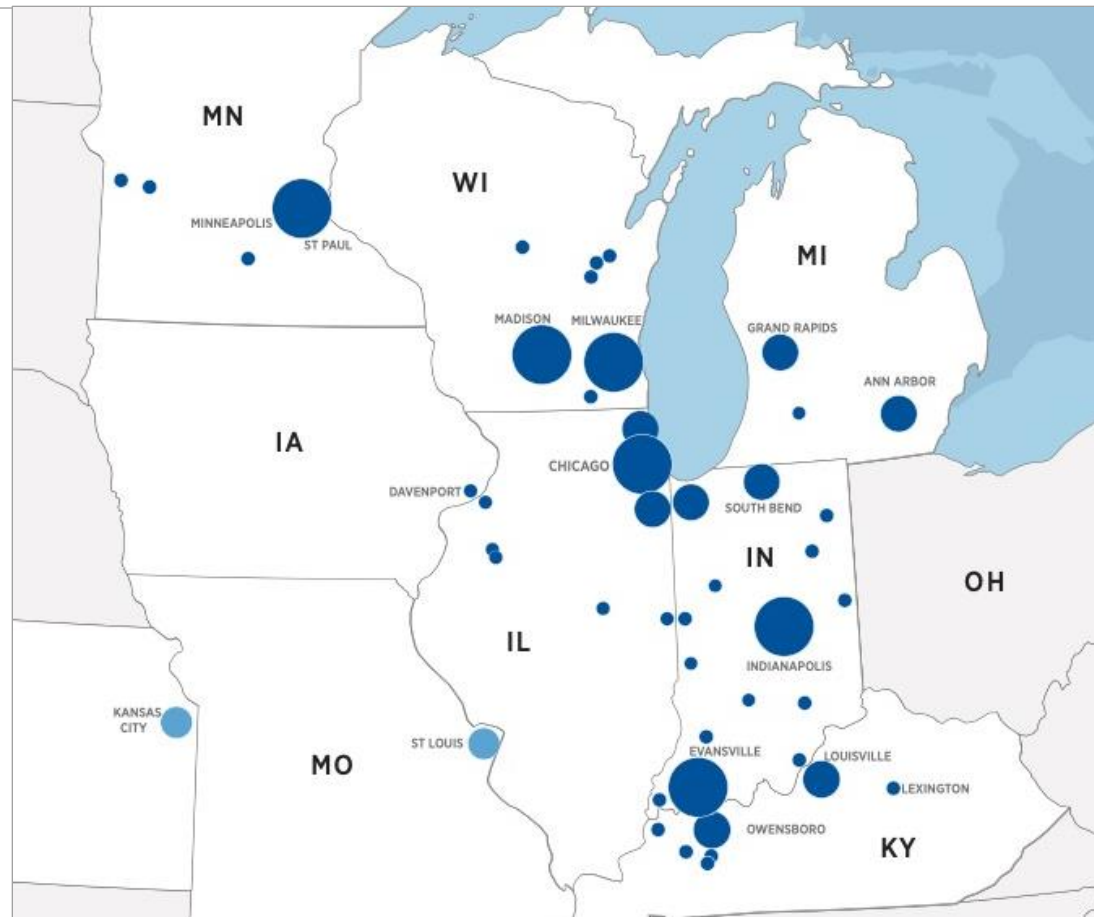 MN
WI
MINNEAPOLIS
ST PAUL
MI
MADISON
MILWAUKEE
GRAND RAPIDS
ANN ARBOR
IA
CHICAGO
DAVENPORT
SOUTH BEND
IN
OH
IL
INDIANAPOLIS
KANSAS
CITY
ST LOUIS
MO
EVANSVILLE
LOUISVILLE
LEXINGTON
OWENSBORO
KY